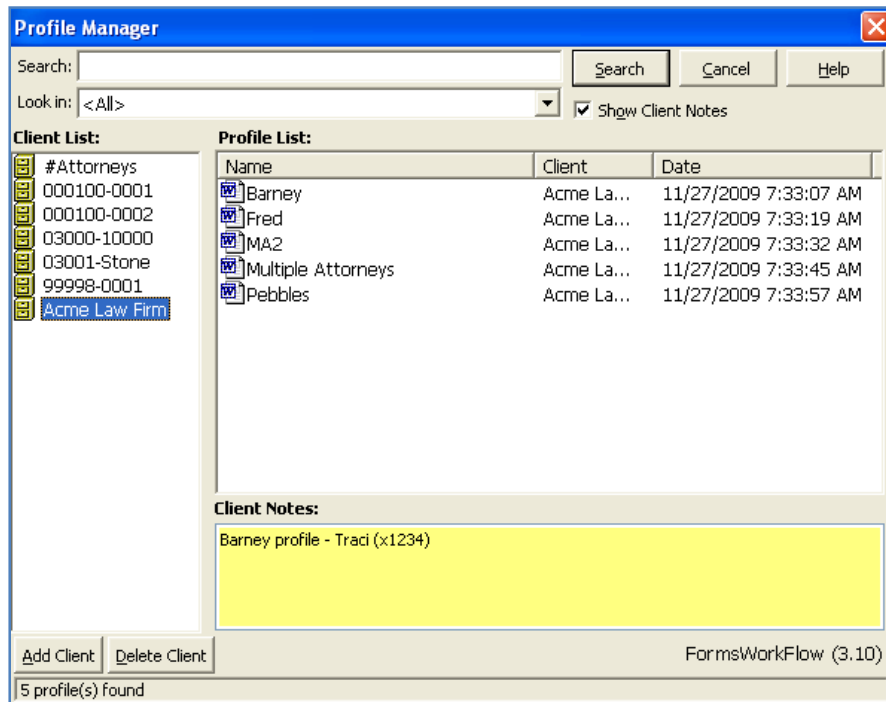 Profile Manager
Search:
Search
Cancel
Help
Look in: <All>
Show Client Notes
Client List:
#Attorneys
000100-0001
000100-0002
03000-10000
03001-Stone
99998-0001
Acme Law Firm
Profile List:
Name Client Date
Barney Acme La... 11/27/2009 7:33:07 AM
Fred Acme La... 11/27/2009 7:33:19 AM
MA2 Acme La... 11/27/2009 7:33:32 AM
Multiple Attorneys Acme La... 11/27/2009 7:33:45 AM
Pebbles Acme La... 11/27/2009 7:33:57 AM
Client Notes:
Barney profile - Traci (x1234)
Add Client Delete Client
FormsWorkFlow (3.10)
5 profile(s) found